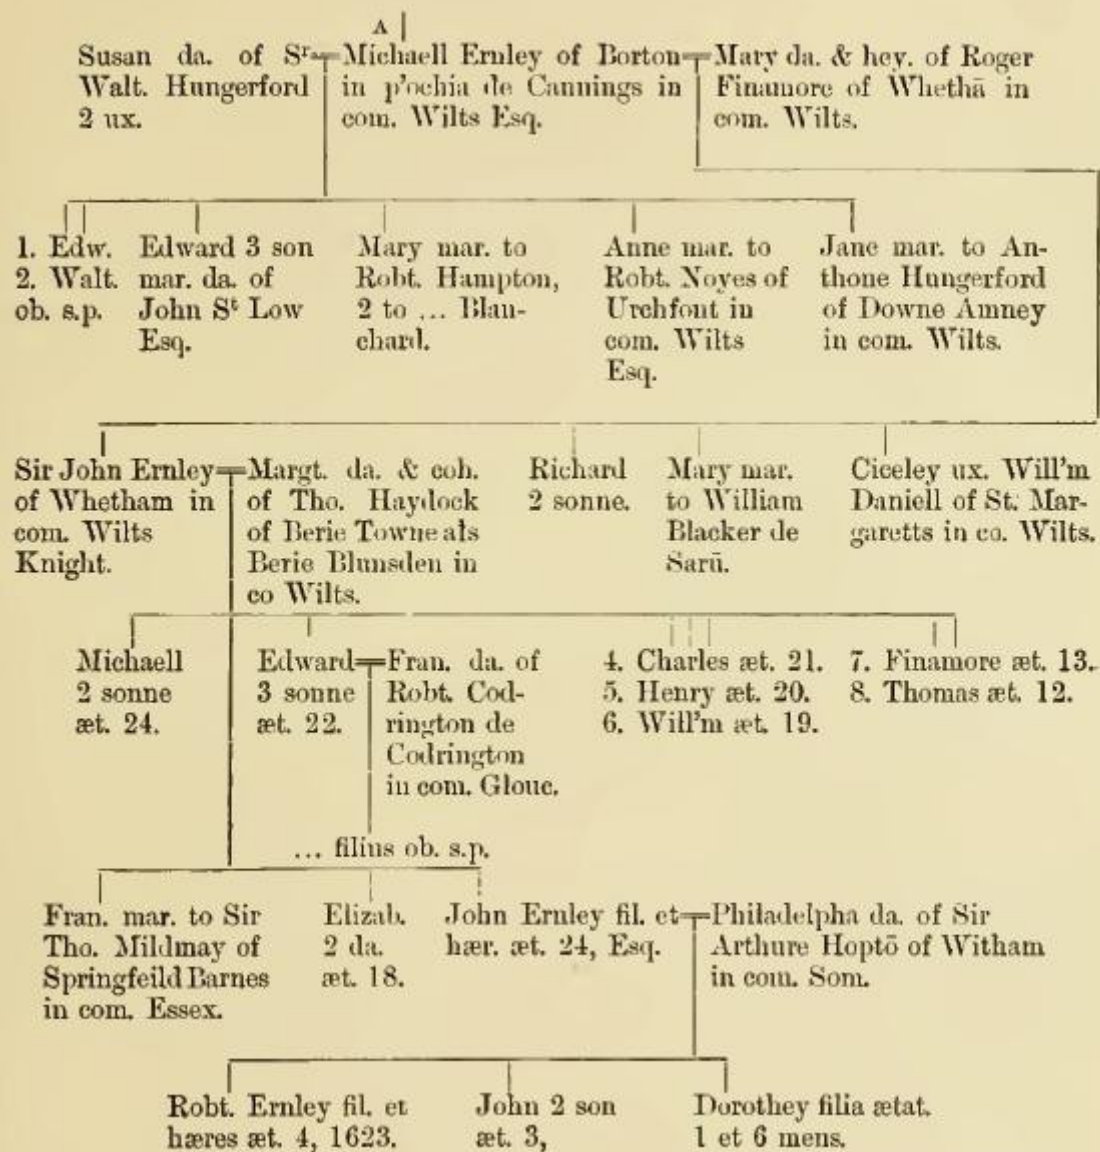 A
Susan da. of Sʳ
Walt. Hungerford
2 ux.
Michaell Ernley of Borton
in p'ochia de Cannings in
com. Wilts Esq.
Mary da. & hey. of Roger
Finamore of Whethā in
com. Wilts.
1. Edw.
2. Walt.
ob. s.p.
Edward 3 son
mar. da. of
John Sᵗ Low
Esq.
Mary mar. to
Robt. Hampton,
2 to ... Blan-
chard.
Anne mar. to
Robt. Noyes of
Urchfont in
com. Wilts
Esq.
Jane mar. to An-
thone Hungerford
of Downe Amney
in com. Wilts.
Sir John Ernley
of Whetham in
com. Wilts
Knight.
Margt. da. & coh.
of Tho. Haydock
of Berie Towne als
Berie Blunsden in
co Wilts.
Richard
2 sonne.
Mary mar.
to William
Blacker de
Sarū.
Ciceley ux. Will'm
Daniell of St. Mar-
garetts in co. Wilts.
Michaell
2 sonne
æt. 24.
Edward
3 sonne
æt. 22.
Fran. da. of
Robt. Cod-
rington de
Codrington
in com. Glouc.
4. Charles æt. 21.
5. Henry æt. 20.
6. Will'm æt. 19.
7. Finamore æt. 13.
8. Thomas æt. 12.
... filius ob. s.p.
Fran. mar. to Sir
Tho. Mildmay of
Springfeild Barnes
in com. Essex.
Elizab.
2 da.
æt. 18.
John Ernley fil. et
hær. æt. 24, Esq.
Philadelpha da. of Sir
Arthure Hoptō of Witham
in com. Som.
Robt. Ernley fil. et
hæres æt. 4, 1623.
John 2 son
æt. 3,
Dorothey filia ætat.
1 et 6 mens.